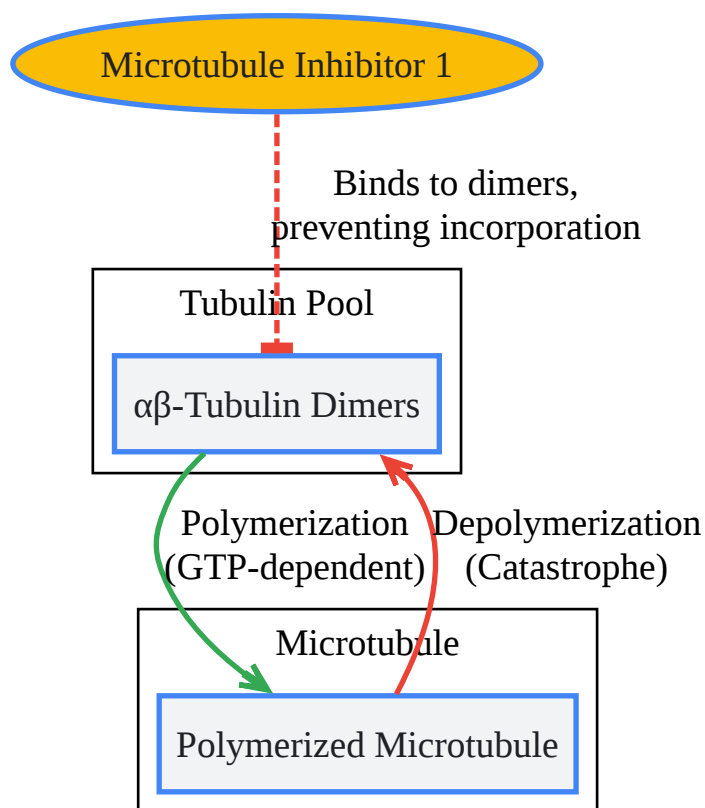 Microtubule Inhibitor 1
Binds to dimers,
preventing incorporation
Tubulin Pool
αβ-Tubulin Dimers
Polymerization
(GTP-dependent)
Depolymerization
(Catastrophe)
Microtubule
Polymerized Microtubule